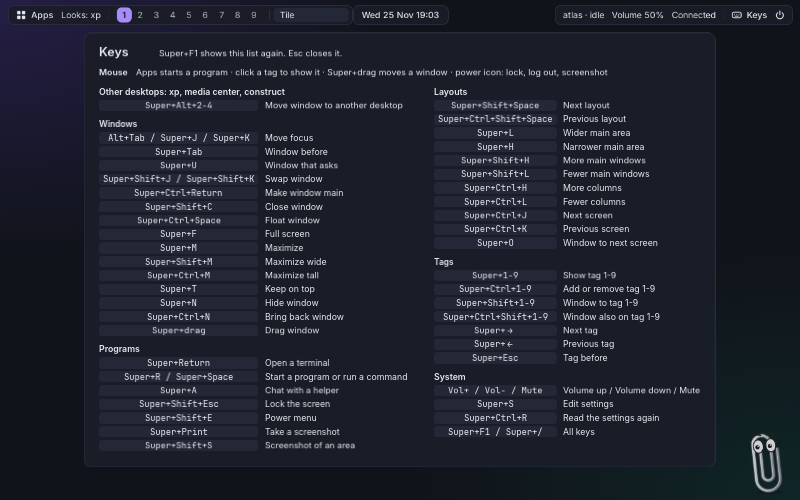 Apps Looks: xp 1 2 3 4 5 6 7 8 9 Tile Wed 25 Nov 19:03 atlas · idle Volume 50% Connected Keys
Keys Super+F1 shows this list again. Esc closes it.
Mouse Apps starts a program · click a tag to show it · Super+drag moves a window · power icon: lock, log out, screenshot
Other desktops: xp, media center, construct
Super+Alt+2-4 Move window to another desktop
Windows
Alt+Tab / Super+J / Super+K Move focus
Super+Tab Window before
Super+U Window that asks
Super+Shift+J / Super+Shift+K Swap window
Super+Ctrl+Return Make window main
Super+Shift+C Close window
Super+Ctrl+Space Float window
Super+F Full screen
Super+M Maximize
Super+Shift+M Maximize wide
Super+Ctrl+M Maximize tall
Super+T Keep on top
Super+N Hide window
Super+Ctrl+N Bring back window
Super+drag Drag window
Programs
Super+Return Open a terminal
Super+R / Super+Space Start a program or run a command
Super+A Chat with a helper
Super+Shift+Esc Lock the screen
Super+Shift+E Power menu
Super+Print Take a screenshot
Super+Shift+S Screenshot of an area
Layouts
Super+Shift+Space Next layout
Super+Ctrl+Shift+Space Previous layout
Super+L Wider main area
Super+H Narrower main area
Super+Shift+H More main windows
Super+Shift+L Fewer main windows
Super+Ctrl+H More columns
Super+Ctrl+L Fewer columns
Super+Ctrl+J Next screen
Super+Ctrl+K Previous screen
Super+O Window to next screen
Tags
Super+1-9 Show tag 1-9
Super+Ctrl+1-9 Add or remove tag 1-9
Super+Shift+1-9 Window to tag 1-9
Super+Ctrl+Shift+1-9 Window also on tag 1-9
Super+→ Next tag
Super+← Previous tag
Super+Esc Tag before
System
Vol+ / Vol- / Mute Volume up / Volume down / Mute
Super+S Edit settings
Super+Ctrl+R Read the settings again
Super+F1 / Super+/ All keys